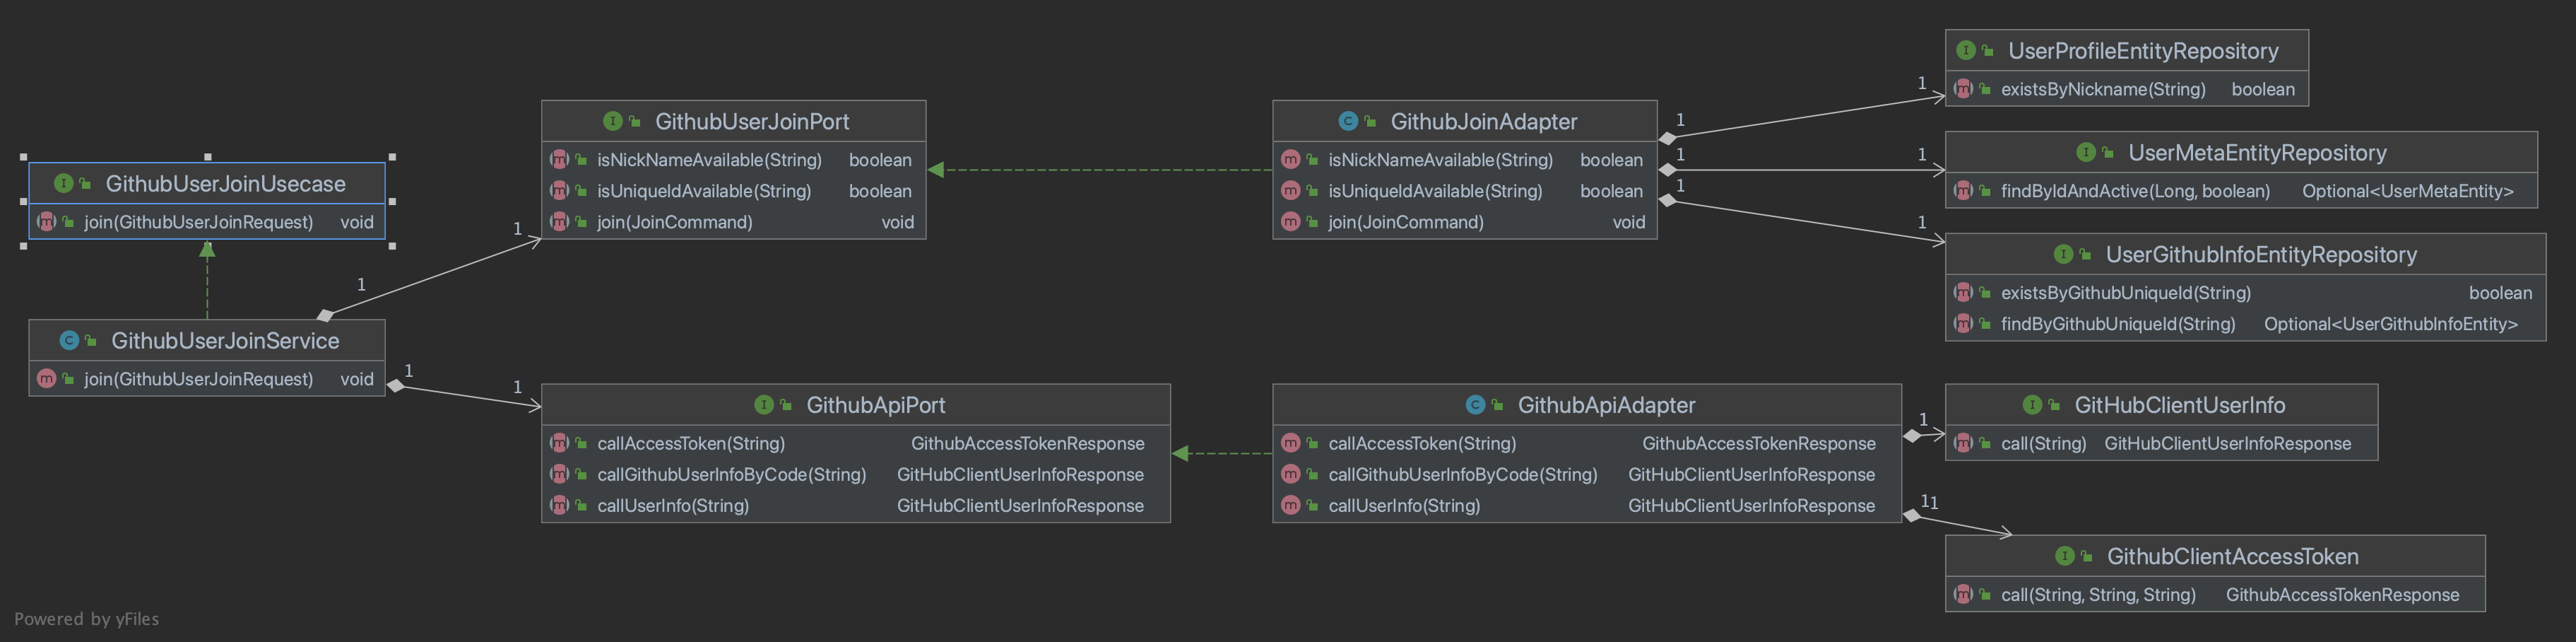 GithubUserJoinUsecase
join(GithubUserJoinRequest) void
GithubUserJoinService
join(GithubUserJoinRequest) void
1
1
1
1
GithubUserJoinPort
isNickNameAvailable(String) boolean
isUniqueIdAvailable(String) boolean
join(JoinCommand) void
GithubApiPort
callAccessToken(String) GithubAccessTokenResponse
callGithubUserInfoByCode(String) GitHubClientUserInfoResponse
callUserInfo(String) GitHubClientUserInfoResponse
GithubJoinAdapter
isNickNameAvailable(String) boolean
isUniqueIdAvailable(String) boolean
join(JoinCommand) void
1
1
1
1
1
1
GithubApiAdapter
callAccessToken(String) GithubAccessTokenResponse
callGithubUserInfoByCode(String) GitHubClientUserInfoResponse
callUserInfo(String) GitHubClientUserInfoResponse
1
11
UserProfileEntityRepository
existsByNickname(String) boolean
UserMetaEntityRepository
findByIdAndActive(Long, boolean) Optional<UserMetaEntity>
UserGithubInfoEntityRepository
existsByGithubUniqueId(String) boolean
findByGithubUniqueId(String) Optional<UserGithubInfoEntity>
GitHubClientUserInfo
call(String) GitHubClientUserInfoResponse
GithubClientAccessToken
call(String, String, String) GithubAccessTokenResponse
Powered by yFiles